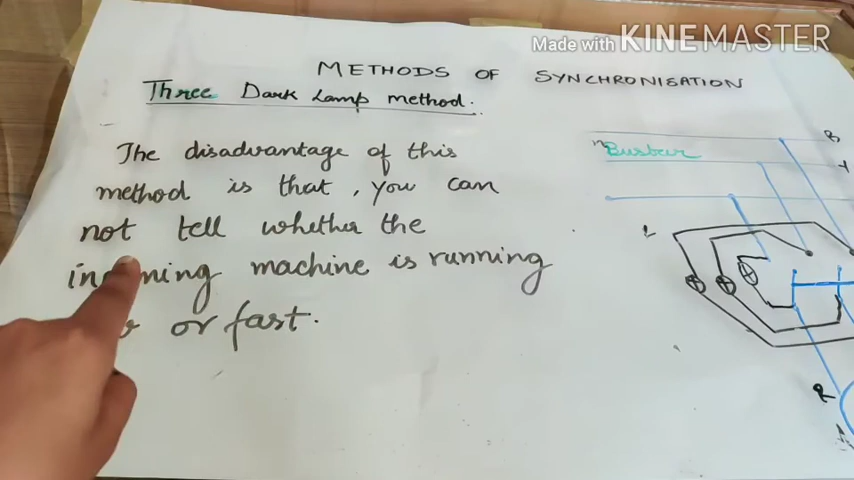 Made with KINEMASTER
METHODS OF SYNCHRONISATION
Three Dark Lamp method.
The disadvantage of this
method is that, you can
not tell whether the
machine is running
or fast.
Busbar
B
Y
R